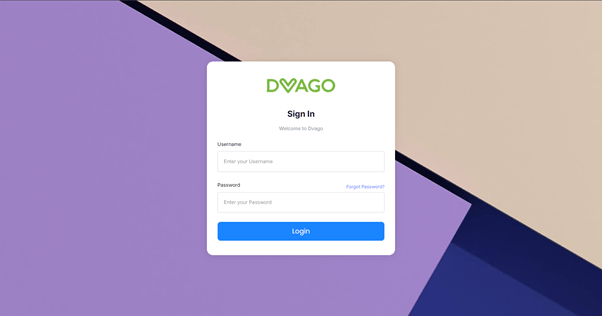 DVAGO
Sign In
Welcome to Dvago
Username
Enter your Username
Password
Forgot Password?
Enter your Password
Login